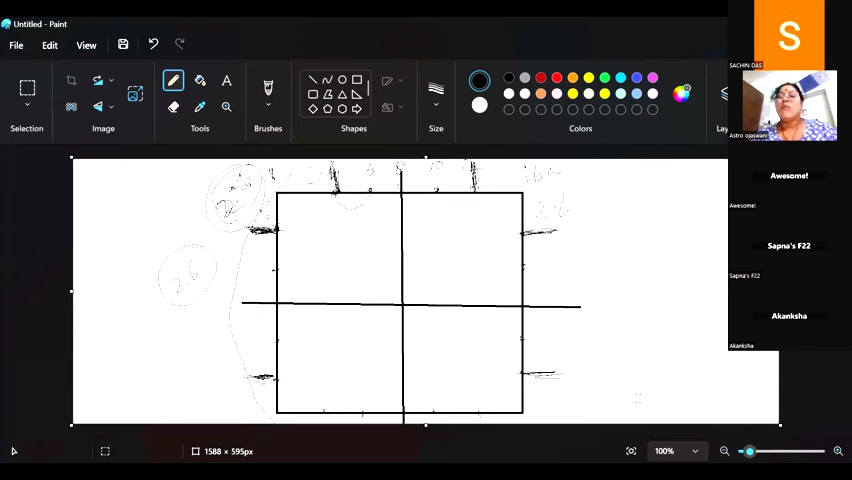 Untitled - Paint
File Edit View
Selection Image Tools Brushes Shapes Size Colors
S
SACHIN DAS
Astro ojaswani
Awesome!
Awesome!
Sapna's F22
Sapna's F22
Akanksha
Akanksha
26
1588 × 595px
100%